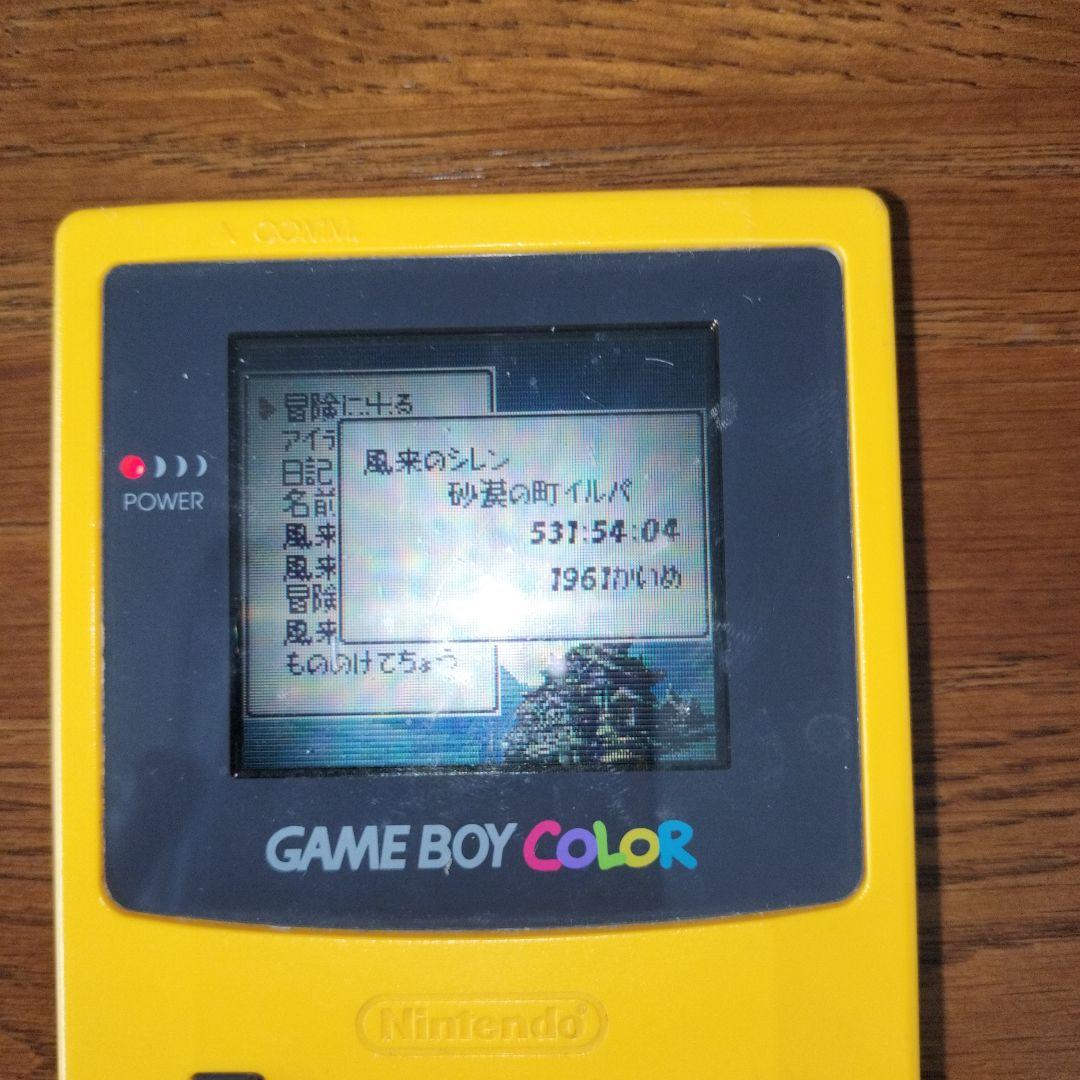 COMM.
冒険に出る
アイラ
日記
名前
風来
風来
冒険
風来
もののけてちょう
風来のシレン
砂漠の町イルパ
531:54:04
1961かいめ
POWER
GAME BOY COLOR
Nintendo®